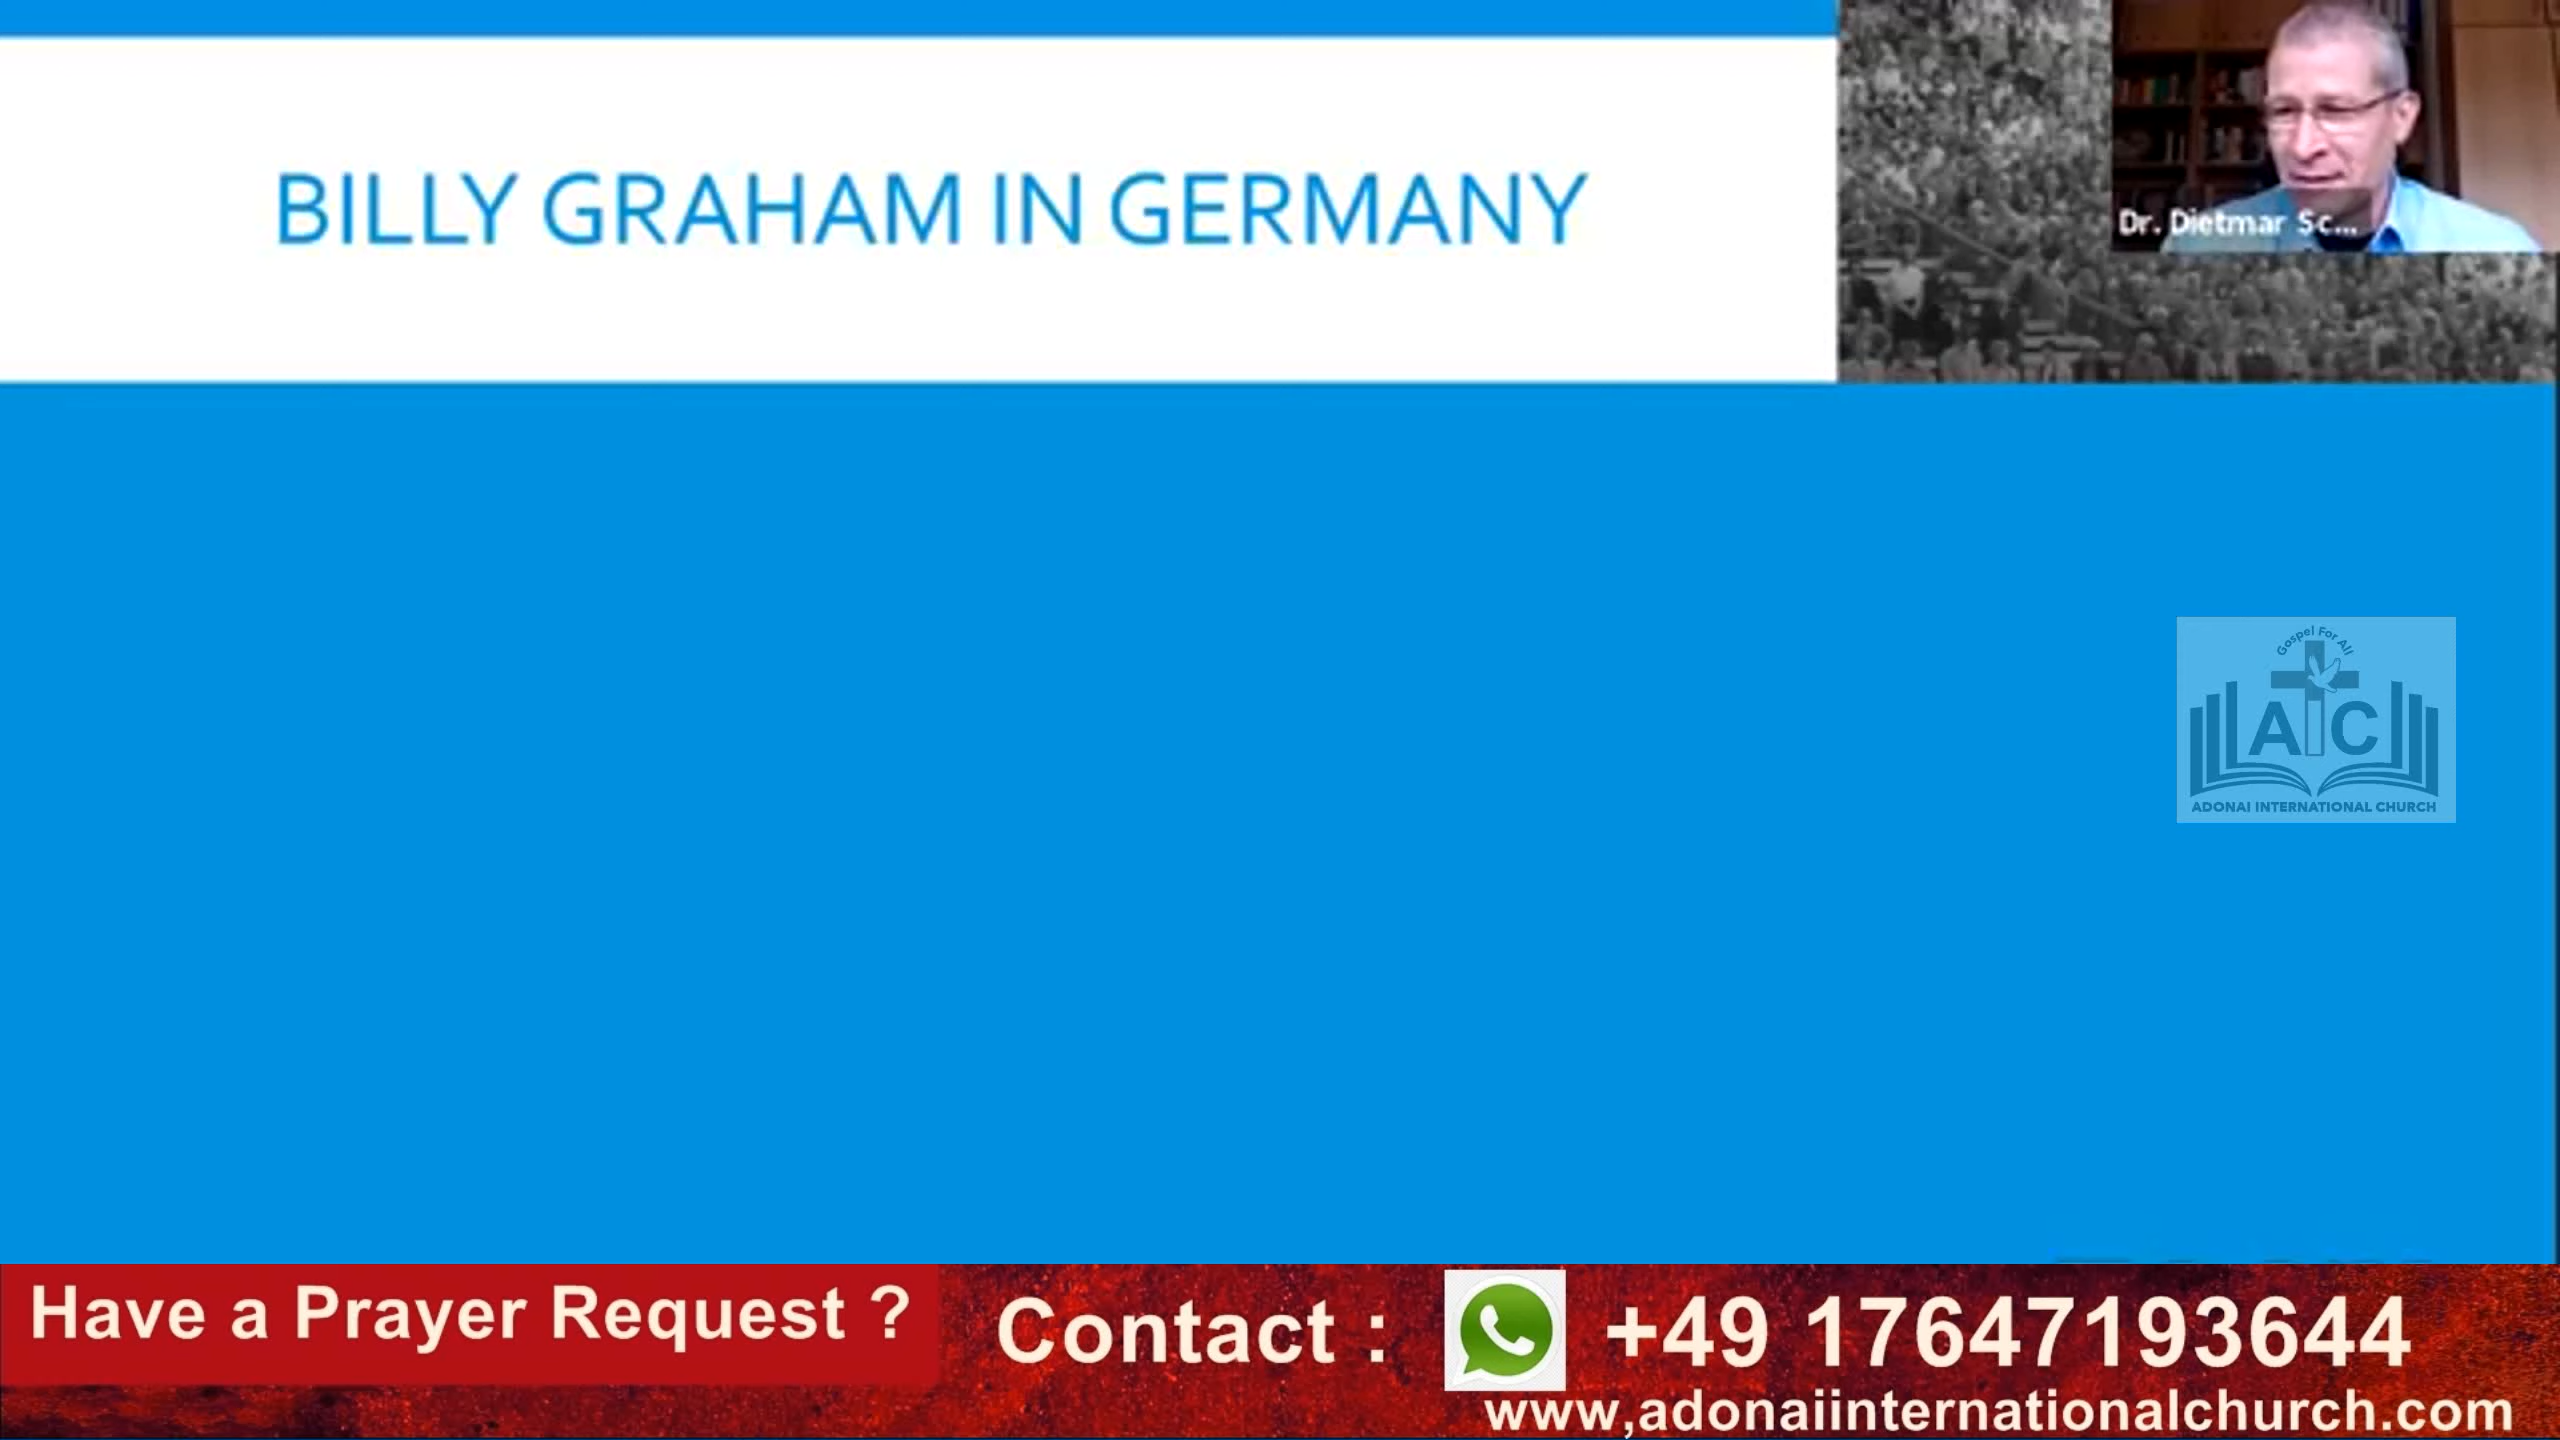 BILLY GRAHAM IN GERMANY
Dr. Dietmar Sc...
Gospel For All
A C
ADONAI INTERNATIONAL CHURCH
Have a Prayer Request ?
Contact :
+49 17647193644
www,adonaiinternationalchurch.com